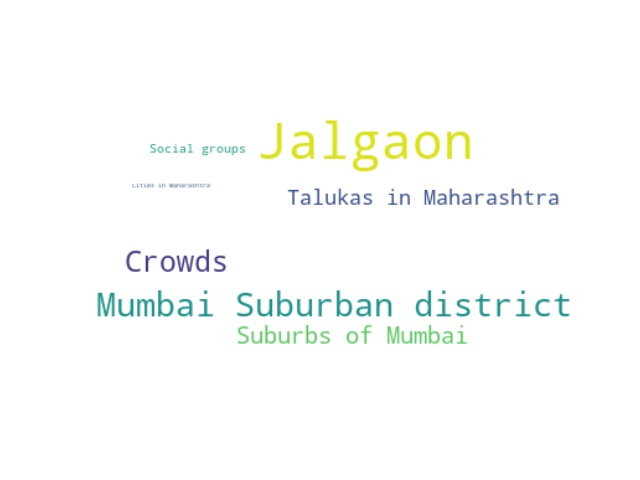 Jalgaon
Social groups
Cities in Maharashtra
Talukas in Maharashtra
Crowds
Mumbai Suburban district
Suburbs of Mumbai